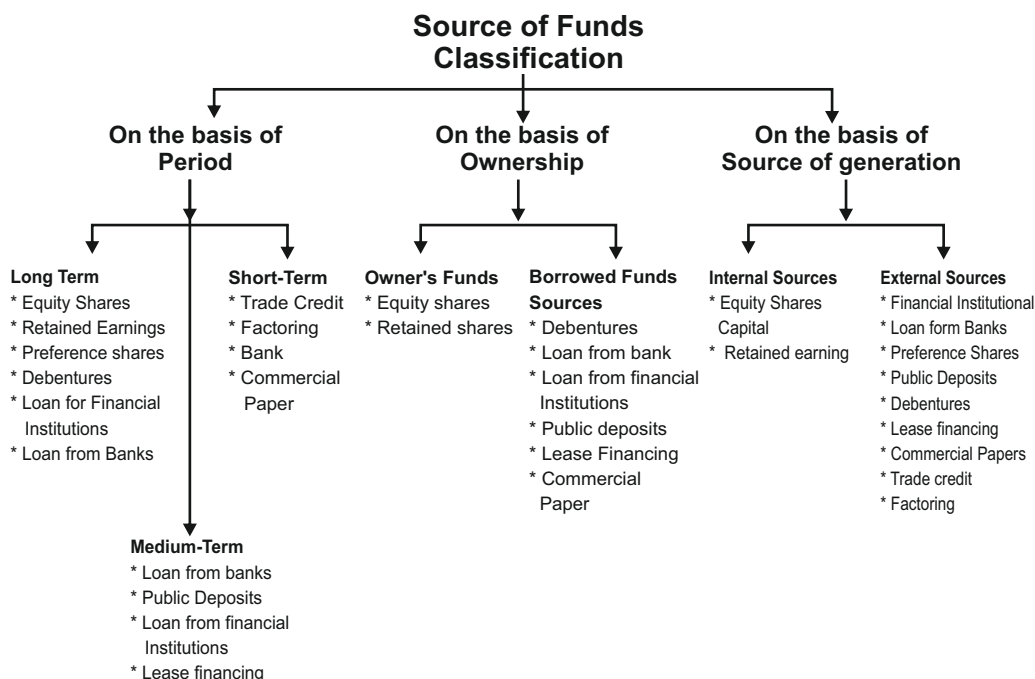 Source of Funds
Classification
On the basis of
Period
On the basis of
Ownership
On the basis of
Source of generation
Long Term
* Equity Shares
* Retained Earnings
* Preference shares
* Debentures
* Loan for Financial
Institutions
* Loan from Banks
Short-Term
* Trade Credit
* Factoring
* Bank
* Commercial
Paper
Owner's Funds
* Equity shares
* Retained shares
Borrowed Funds
Sources
* Debentures
* Loan from bank
* Loan from financial
Institutions
* Public deposits
* Lease Financing
* Commercial
Paper
Internal Sources
* Equity Shares
Capital
* Retained earning
External Sources
* Financial Institutional
* Loan form Banks
* Preference Shares
* Public Deposits
* Debentures
* Lease financing
* Commercial Papers
* Trade credit
* Factoring
Medium-Term
* Loan from banks
* Public Deposits
* Loan from financial
Institutions
* Lease financing